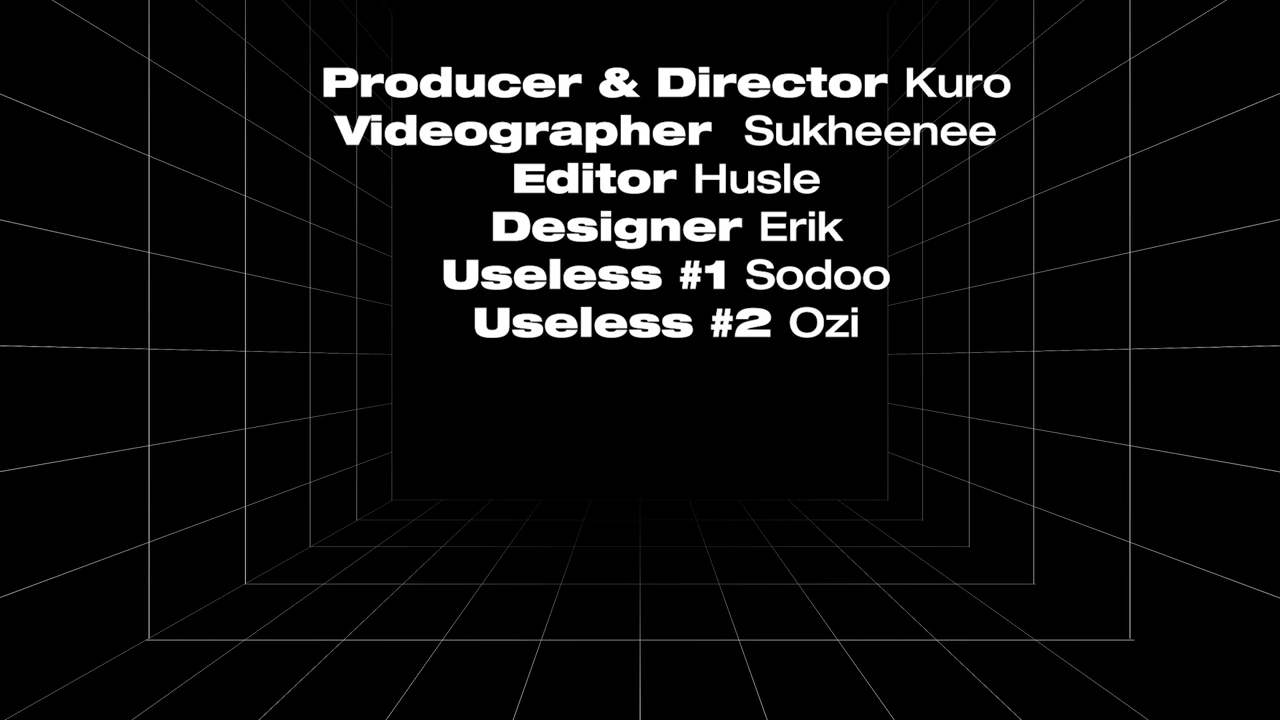 Producer & Director Kuro
Videographer Sukheenee
Editor Husle
Designer Erik
Useless #1 Sodoo
Useless #2 Ozi